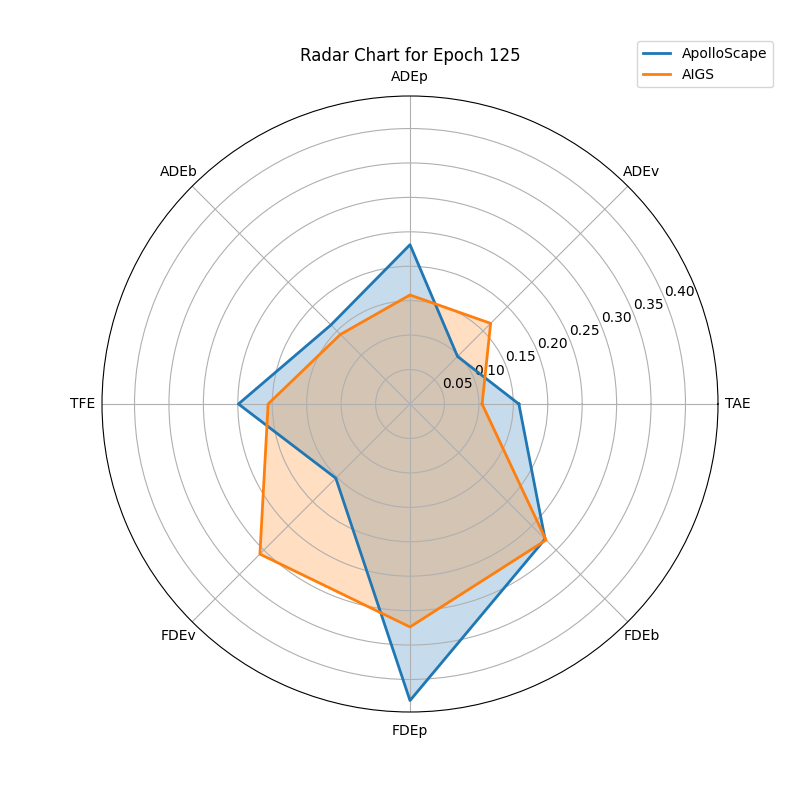 Radar Chart for Epoch 125
ApolloScape
AIGS
ADEp
ADEb
ADEv
0.40
0.35
0.30
0.25
0.20
0.15
0.10
0.05
TFE
TAE
FDEv
FDEb
FDEp